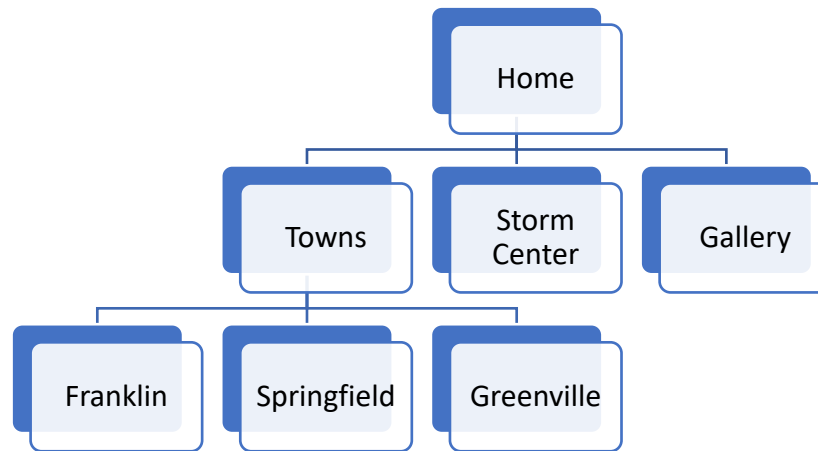 Home
Towns
Storm
Center
Gallery
Franklin
Springfield
Greenville